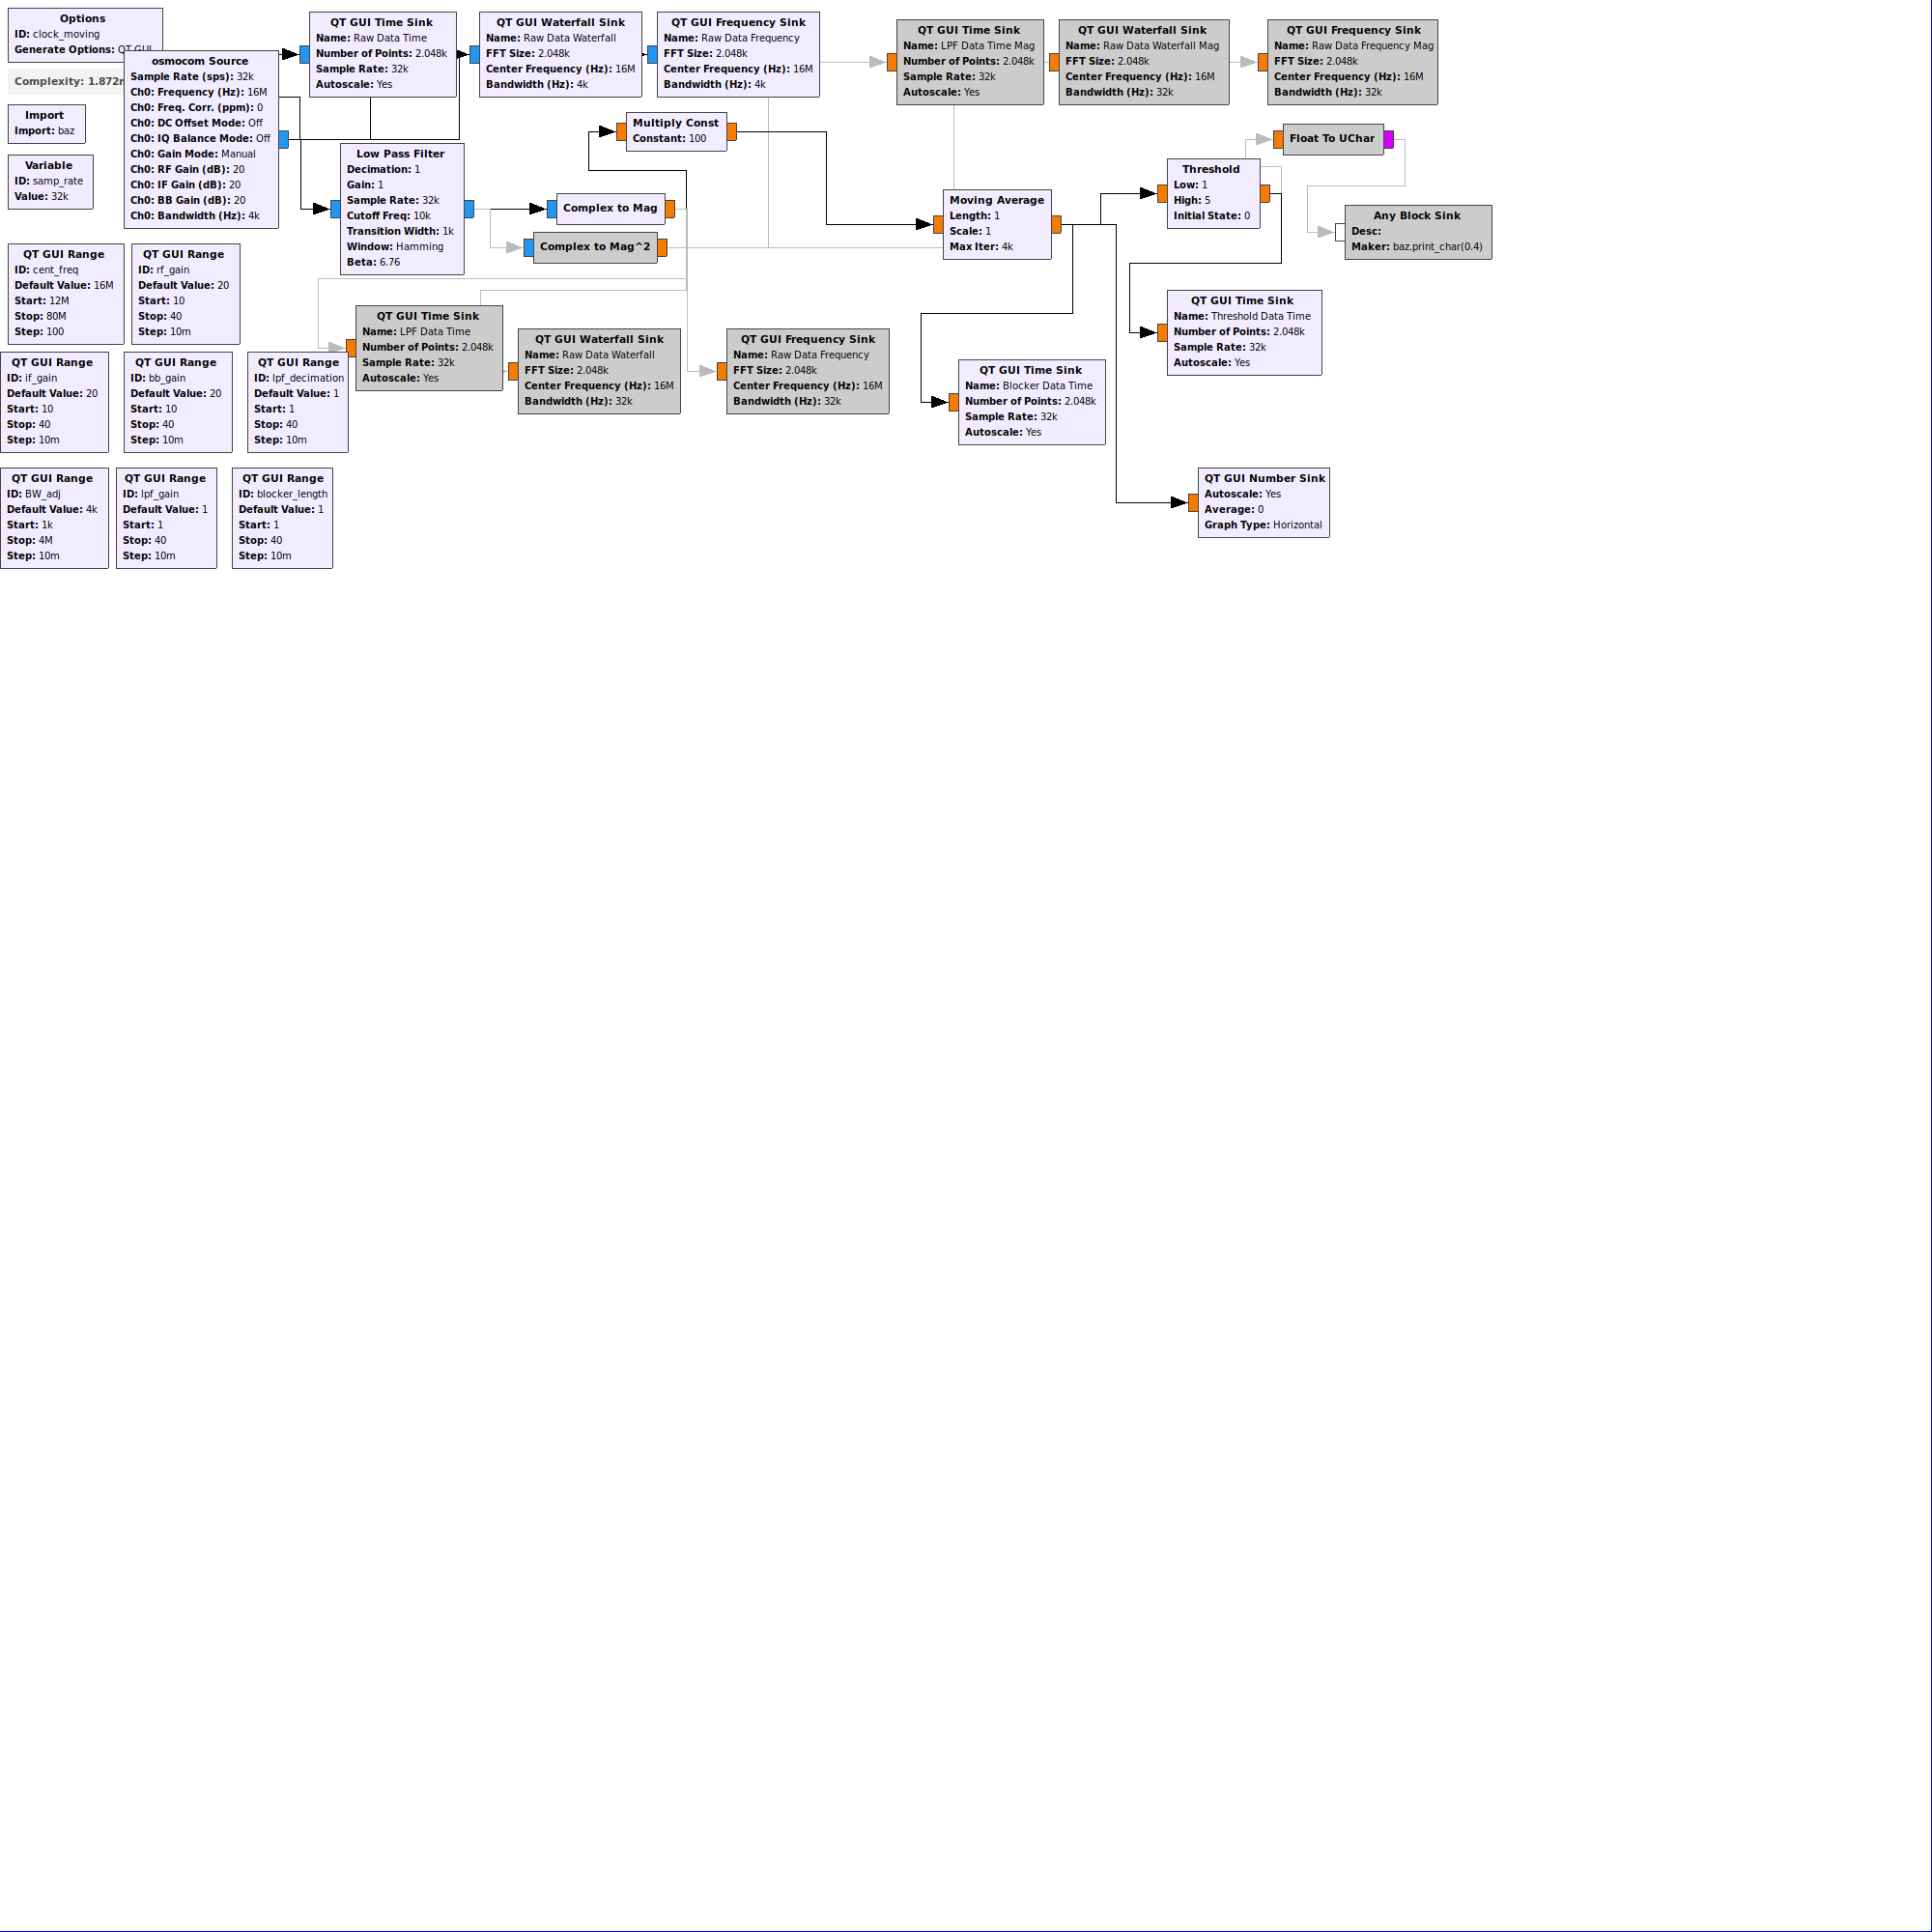 Options
ID: clock_moving
Generate Options: QT GUI
Complexity: 1.872
Import
Import: baz
Variable
ID: samp_rate
Value: 32k
osmocom Source
Sample Rate (sps): 32k
Ch0: Frequency (Hz): 16M
Ch0: Freq. Corr. (ppm): 0
Ch0: DC Offset Mode: Off
Ch0: IQ Balance Mode: Off
Ch0: Gain Mode: Manual
Ch0: RF Gain (dB): 20
Ch0: IF Gain (dB): 20
Ch0: BB Gain (dB): 20
Ch0: Bandwidth (Hz): 4k
QT GUI Time Sink
Name: Raw Data Time
Number of Points: 2.048k
Sample Rate: 32k
Autoscale: Yes
QT GUI Waterfall Sink
Name: Raw Data Waterfall
FFT Size: 2.048k
Center Frequency (Hz): 16M
Bandwidth (Hz): 4k
QT GUI Frequency Sink
Name: Raw Data Frequency
FFT Size: 2.048k
Center Frequency (Hz): 16M
Bandwidth (Hz): 4k
QT GUI Time Sink
Name: LPF Data Time Mag
Number of Points: 2.048k
Sample Rate: 32k
Autoscale: Yes
QT GUI Waterfall Sink
Name: Raw Data Waterfall Mag
FFT Size: 2.048k
Center Frequency (Hz): 16M
Bandwidth (Hz): 32k
QT GUI Frequency Sink
Name: Raw Data Frequency Mag
FFT Size: 2.048k
Center Frequency (Hz): 16M
Bandwidth (Hz): 32k
Multiply Const
Constant: 100
Low Pass Filter
Decimation: 1
Gain: 1
Sample Rate: 32k
Cutoff Freq: 10k
Transition Width: 1k
Window: Hamming
Beta: 6.76
Complex to Mag
Complex to Mag^2
Moving Average
Length: 1
Scale: 1
Max Iter: 4k
Threshold
Low: 1
High: 5
Initial State: 0
Float To UChar
Any Block Sink
Desc:
Maker: baz.print_char(0.4)
QT GUI Range
ID: cent_freq
Default Value: 16M
Start: 12M
Stop: 80M
Step: 100
QT GUI Range
ID: rf_gain
Default Value: 20
Start: 10
Stop: 40
Step: 10m
QT GUI Time Sink
Name: LPF Data Time
Number of Points: 2.048k
Sample Rate: 32k
Autoscale: Yes
QT GUI Waterfall Sink
Name: Raw Data Waterfall
FFT Size: 2.048k
Center Frequency (Hz): 16M
Bandwidth (Hz): 32k
QT GUI Frequency Sink
Name: Raw Data Frequency
FFT Size: 2.048k
Center Frequency (Hz): 16M
Bandwidth (Hz): 32k
QT GUI Time Sink
Name: Threshold Data Time
Number of Points: 2.048k
Sample Rate: 32k
Autoscale: Yes
QT GUI Time Sink
Name: Blocker Data Time
Number of Points: 2.048k
Sample Rate: 32k
Autoscale: Yes
QT GUI Range
ID: if_gain
Default Value: 20
Start: 10
Stop: 40
Step: 10m
QT GUI Range
ID: bb_gain
Default Value: 20
Start: 10
Stop: 40
Step: 10m
QT GUI Range
ID: lpf_decimation
Default Value: 1
Start: 1
Stop: 40
Step: 10m
QT GUI Range
ID: BW_adj
Default Value: 4k
Start: 1k
Stop: 4M
Step: 10m
QT GUI Range
ID: lpf_gain
Default Value: 1
Start: 1
Stop: 40
Step: 10m
QT GUI Range
ID: blocker_length
Default Value: 1
Start: 1
Stop: 40
Step: 10m
QT GUI Number Sink
Autoscale: Yes
Average: 0
Graph Type: Horizontal